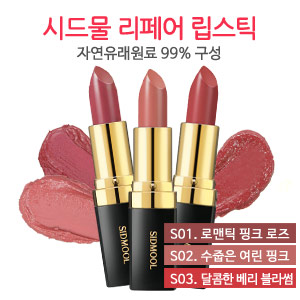 시드물 리페어 립스틱
자연유래원료 99% 구성
SIDMOOL
SIDMOOL
S01. 로맨틱 핑크 로즈
S02. 수줍은 여린 핑크
S03. 달콤한 베리 블라썸